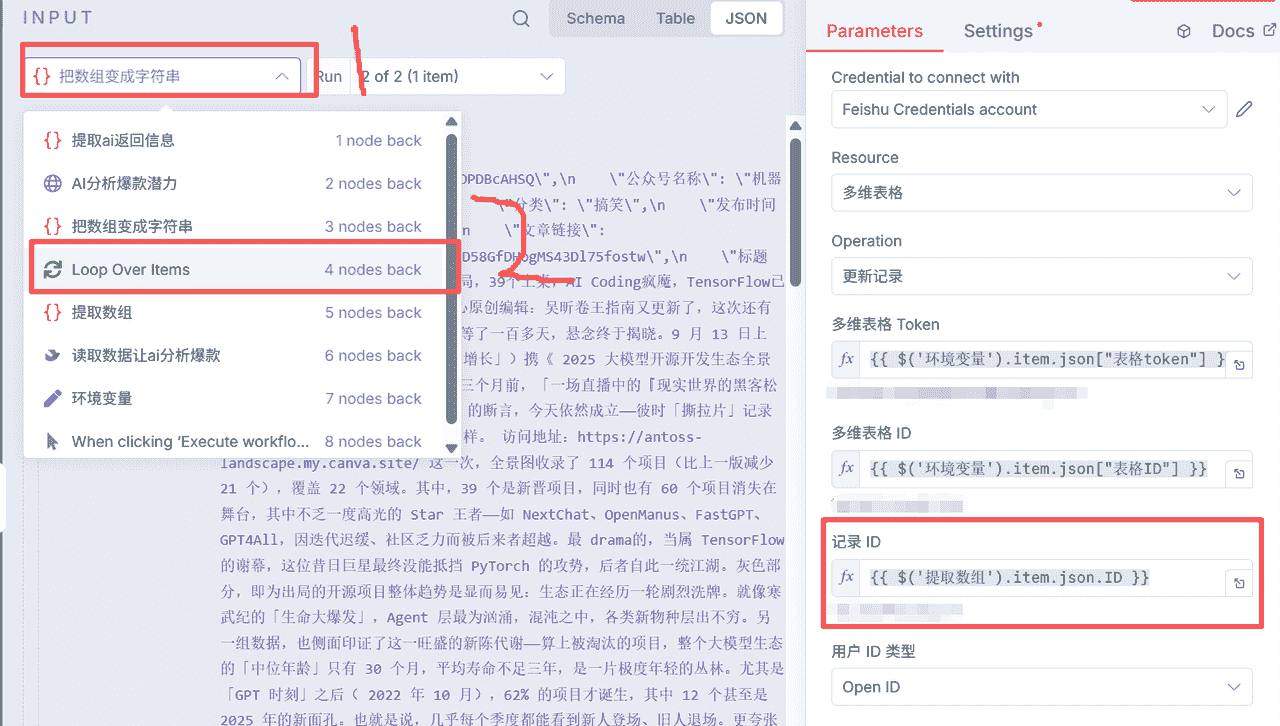 INPUT
Schema
Table
JSON
把数组变成字符串
Run
2 of 2 (1 item)
提取ai返回信息 1 node back
AI分析爆款潜力 2 nodes back
把数组变成字符串 3 nodes back
Loop Over Items 4 nodes back
提取数组 5 nodes back
读取数据让ai分析爆款 6 nodes back
环境变量 7 nodes back
When clicking ‘Execute workflo... 8 nodes back
1
2
OPDBcAHSQ\",\n \"公众号名称\": \"机器
\"分类\": \"搞笑\",\n \"发布时间
n \"文章链接\":
D58GfDHogMS43Dl75fostw\",\n \"标题
局，39个上桌，AI Coding疯魔，TensorFlow已
心原创编辑：吴昕卷王指南又更新了，这次还有
等了一百多天，悬念终于揭晓。9 月 13 日上
增长」）携《 2025 大模型开源开发生态全景
三个月前，「一场直播中的『现实世界的黑客松
的断言，今天依然成立——彼时「撕拉片」记录
样。 访问地址：https://antoss-
landscape.my.canva.site/ 这一次，全景图收录了 114 个项目（比上一版减少
21 个），覆盖 22 个领域。其中，39 个是新晋项目，同时也有 60 个项目消失在
舞台，其中不乏一度高光的 Star 王者——如 NextChat、OpenManus、FastGPT、
GPT4All，因迭代迟缓、社区乏力而被后来者超越。最 drama的，当属 TensorFlow
的谢幕，这位昔日巨星最终没能抵挡 PyTorch 的攻势，后者自此一统江湖。灰色部
分，即为出局的开源项目整体趋势是显而易见：生态正在经历一轮剧烈洗牌。就像寒
武纪的「生命大爆发」，Agent 层最为汹涌，混沌之中，各类新物种层出不穷。另
一组数据，也侧面印证了这一旺盛的新陈代谢——算上被淘汰的项目，整个大模型生态
的「中位年龄」只有 30 个月，平均寿命不足三年，是一片极度年轻的丛林。尤其是
「GPT 时刻」之后（ 2022 年 10 月），62% 的项目才诞生，其中 12 个甚至是
2025 年的新面孔。也就是说，几乎每个季度都能看到新人登场、旧人退场。更夸张
Parameters
Settings
Docs
Credential to connect with
Feishu Credentials account
Resource
多维表格
Operation
更新记录
多维表格 Token
fx {{ $('环境变量').item.json["表格token"] }
多维表格 ID
fx {{ $('环境变量').item.json["表格ID"] }}
记录 ID
fx {{ $('提取数组').item.json.ID }}
用户 ID 类型
Open ID